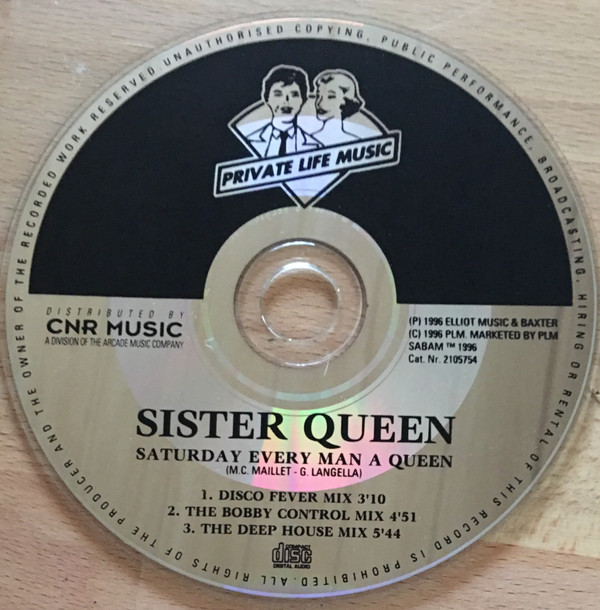 ALL RIGHTS OF THE PRODUCER AND THE OWNER OF THE RECORDED WORK RESERVED. UNAUTHORISED COPYING, PUBLIC PERFORMANCE, BROADCASTING, HIRING OR RENTAL OF THIS RECORD IS PROHIBITED.
PRIVATE LIFE MUSIC
DISTRIBUTED BY
CNR MUSIC
A DIVISION OF THE ARCADE MUSIC COMPANY
(P) 1996 ELLIOT MUSIC & BAXTER
(C) 1996 PLM. MARKETED BY PLM
SABAM ™ 1996
Cat. Nr. 2105754
SISTER QUEEN
SATURDAY EVERY MAN A QUEEN
(M.C. MAILLET - G. LANGELLA)
1. DISCO FEVER MIX 3'10
2. THE BOBBY CONTROL MIX 4'51
3. THE DEEP HOUSE MIX 5'44
COMPACT
disc
DIGITAL AUDIO